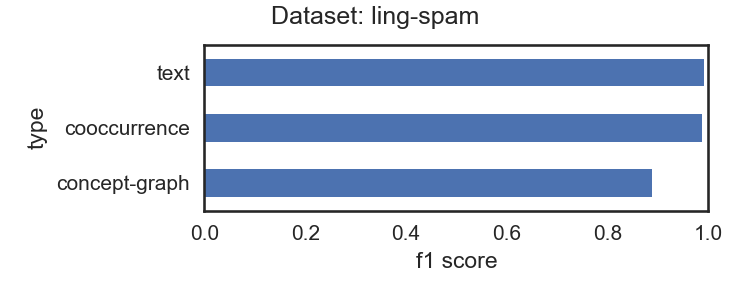 Dataset: ling-spam
text
cooccurrence
concept-graph
type
0.0 0.2 0.4 0.6 0.8 1.0
f1 score